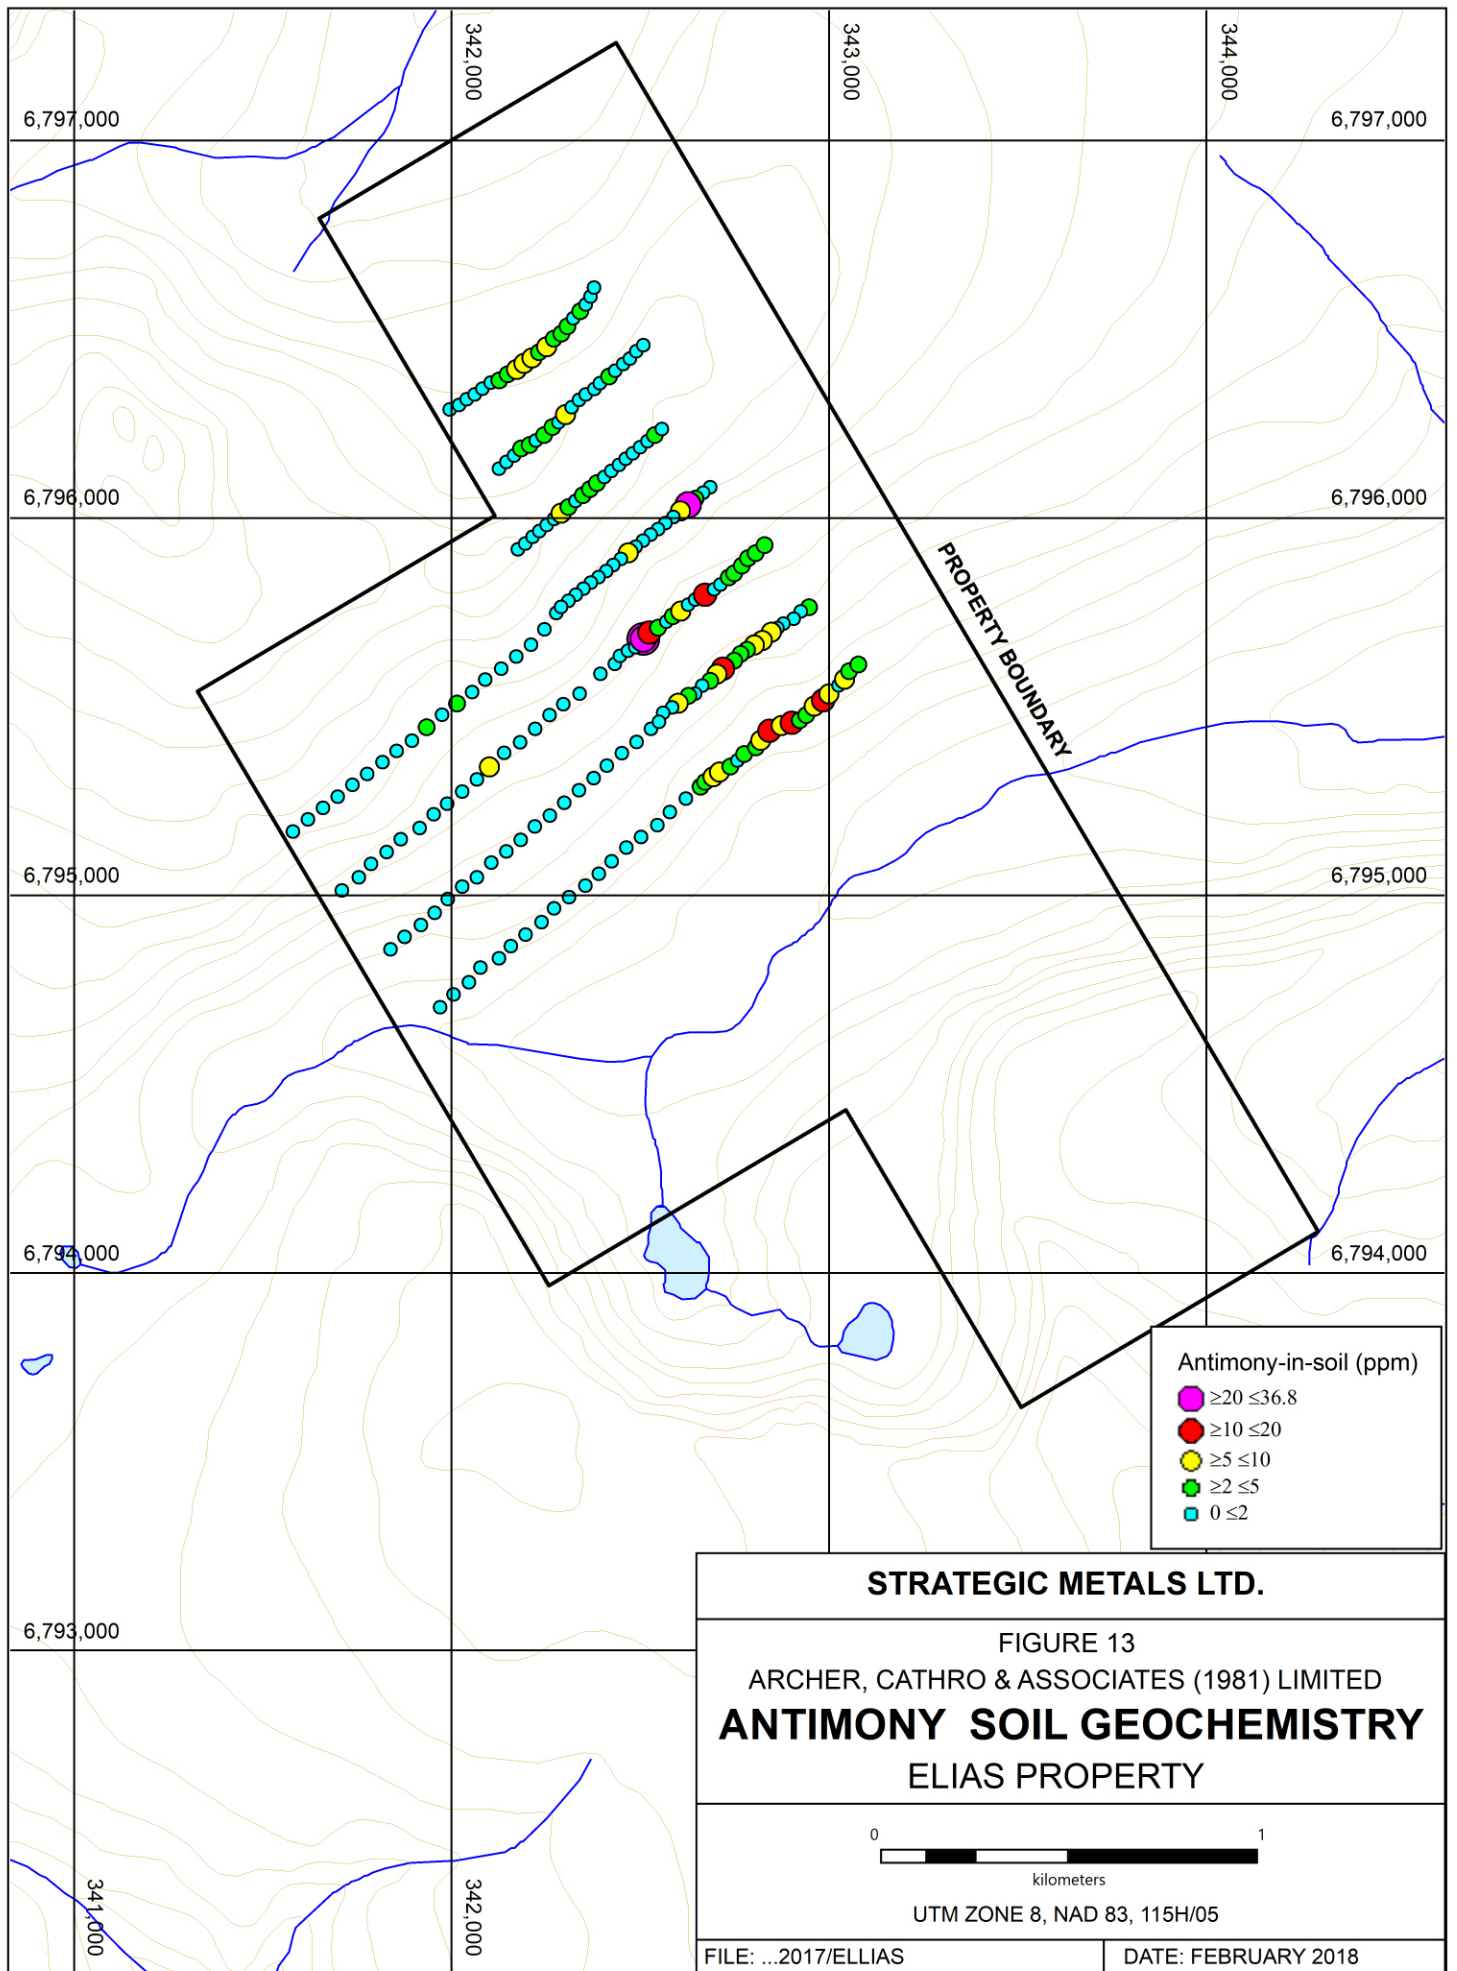 342,000
343,000
344,000
6,797,000
6,797,000
6,796,000
6,796,000
PROPERTY BOUNDARY
6,795,000
6,795,000
6,794,000
6,794,000
Antimony-in-soil (ppm)
≥20 ≤36.8
≥10 ≤20
≥5 ≤10
≥2 ≤5
0 ≤2
6,793,000
341,000
342,000
STRATEGIC METALS LTD.
FIGURE 13
ARCHER, CATHRO & ASSOCIATES (1981) LIMITED
ANTIMONY SOIL GEOCHEMISTRY
ELIAS PROPERTY
0 1
kilometers
UTM ZONE 8, NAD 83, 115H/05
FILE: ...2017/ELLIAS
DATE: FEBRUARY 2018